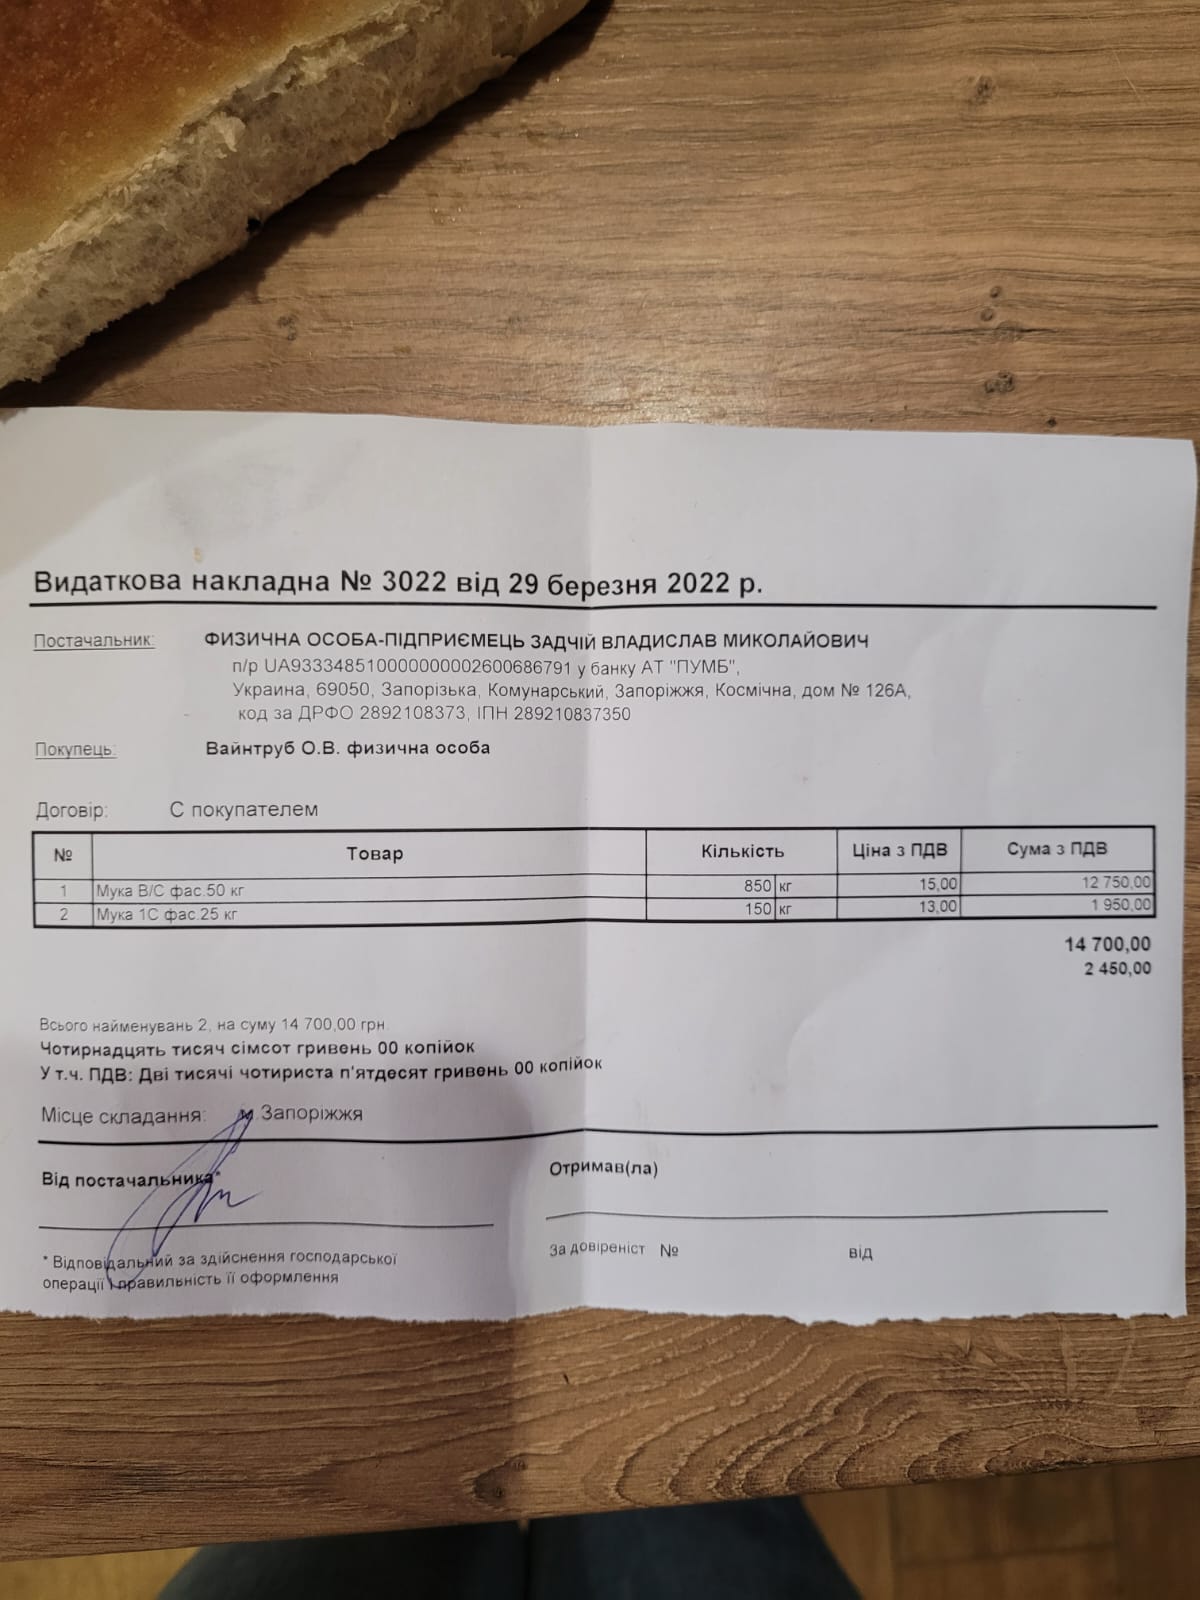 Видаткова накладна № 3022 від 29 березня 2022 р.
Постачальник: ФИЗИЧНА ОСОБА-ПІДПРИЄМЕЦЬ ЗАДЧІЙ ВЛАДИСЛАВ МИКОЛАЙОВИЧ
п/р UA933348510000000002600686791 у банку АТ "ПУМБ",
Украина, 69050, Запорізька, Комунарський, Запоріжжя, Космічна, дом № 126А,
код за ДРФО 2892108373, ІПН 289210837350
Покупець: Вайнтруб О.В. физична особа
Договір: С покупателем
№ Товар Кількість Ціна з ПДВ Сума з ПДВ
1 Мука В/С фас.50 кг 850 кг 15,00 12 750,00
2 Мука 1С фас.25 кг 150 кг 13,00 1 950,00
14 700,00
2 450,00
Всього найменувань 2, на суму 14 700,00 грн.
Чотирнадцять тисяч сімсот гривень 00 копійок
У т.ч. ПДВ: Дві тисячі чотириста п'ятдесят гривень 00 копійок
Місце складання: м Запоріжжя
Від постачальника* Отримав(ла)
За довіреніст № від
* Відповідальний за здійснення господарської
операції і правильність її оформлення